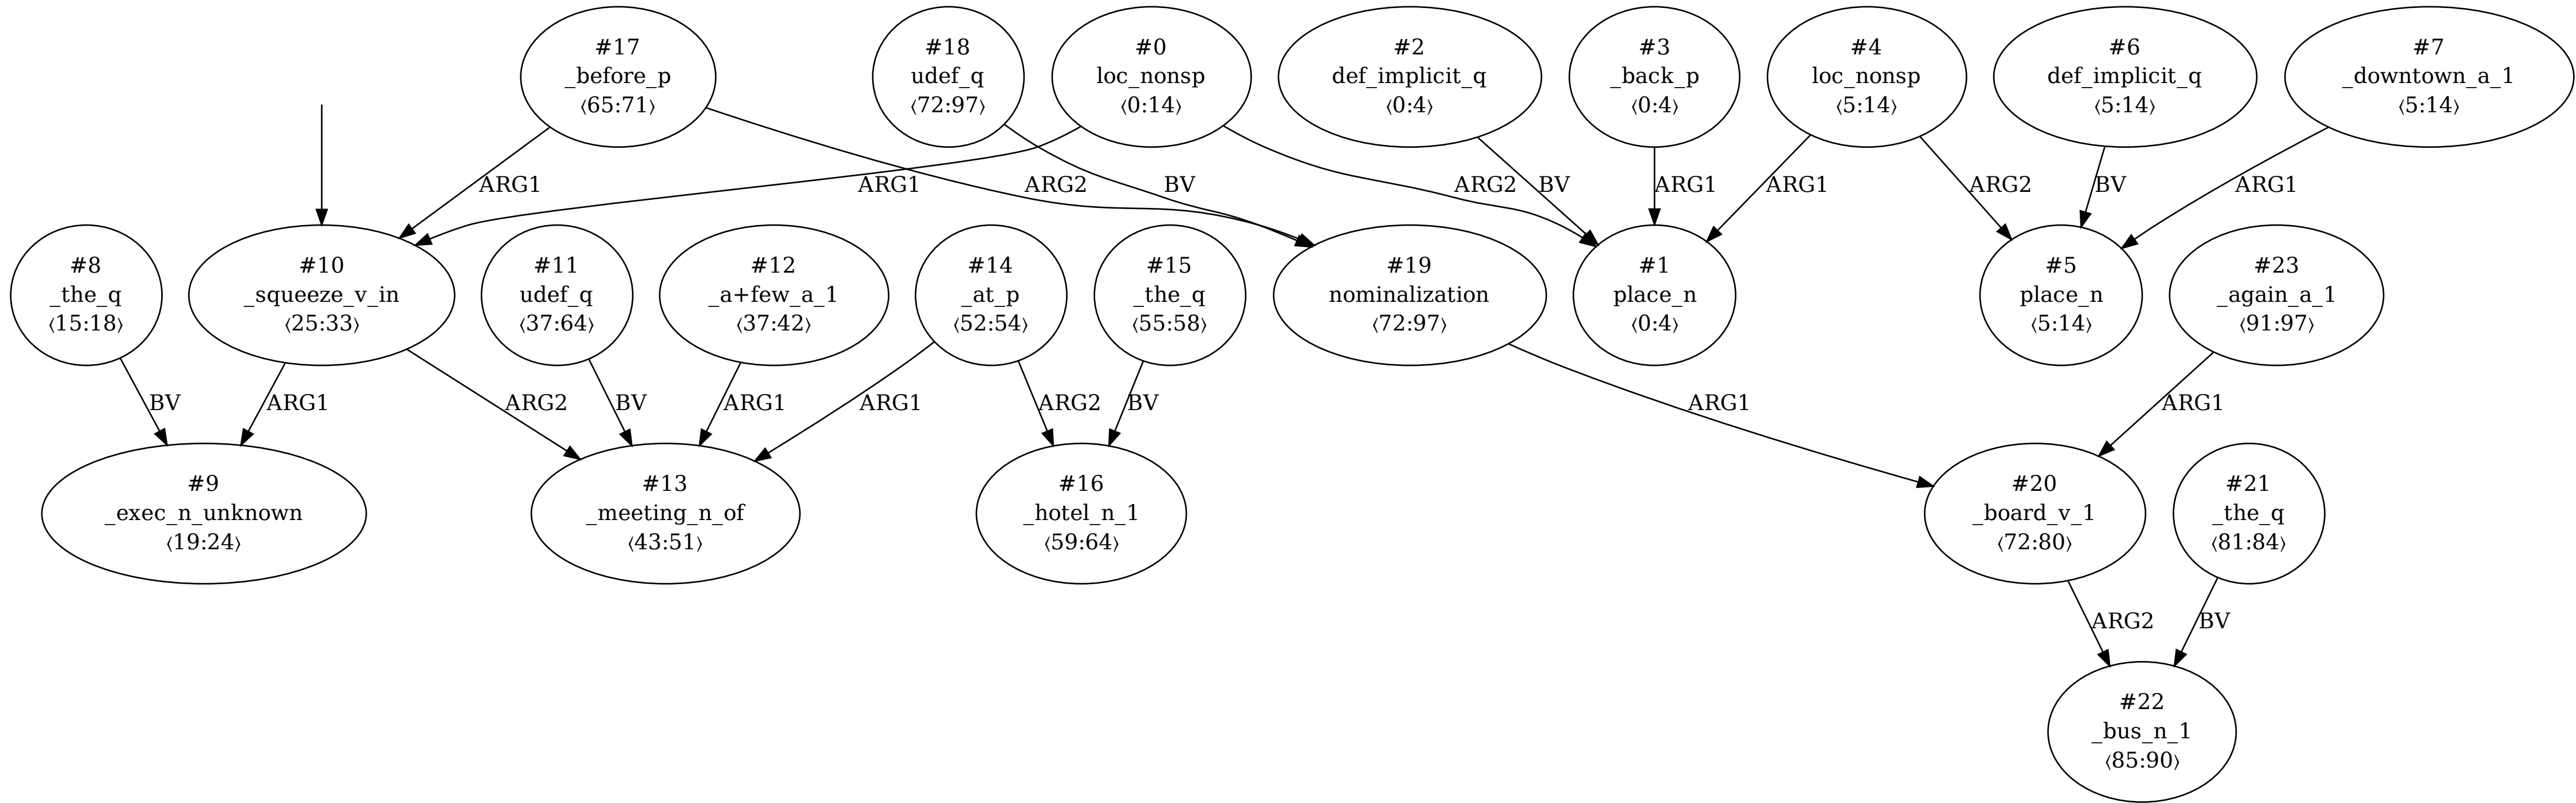 #17
_before_p
⟨65:71⟩
#18
udef_q
⟨72:97⟩
#0
loc_nonsp
⟨0:14⟩
#2
def_implicit_q
⟨0:4⟩
#3
_back_p
⟨0:4⟩
#4
loc_nonsp
⟨5:14⟩
#6
def_implicit_q
⟨5:14⟩
#7
_downtown_a_1
⟨5:14⟩
ARG1
ARG1
ARG2
BV
ARG2
BV
ARG1
ARG1
ARG2
BV
ARG1
#8
_the_q
⟨15:18⟩
#10
_squeeze_v_in
⟨25:33⟩
#11
udef_q
⟨37:64⟩
#12
_a+few_a_1
⟨37:42⟩
#14
_at_p
⟨52:54⟩
#15
_the_q
⟨55:58⟩
#19
nominalization
⟨72:97⟩
#1
place_n
⟨0:4⟩
#5
place_n
⟨5:14⟩
#23
_again_a_1
⟨91:97⟩
BV
ARG1
ARG2
BV
ARG1
ARG1
ARG2
BV
ARG1
ARG1
#9
_exec_n_unknown
⟨19:24⟩
#13
_meeting_n_of
⟨43:51⟩
#16
_hotel_n_1
⟨59:64⟩
#20
_board_v_1
⟨72:80⟩
#21
_the_q
⟨81:84⟩
ARG2
BV
#22
_bus_n_1
⟨85:90⟩